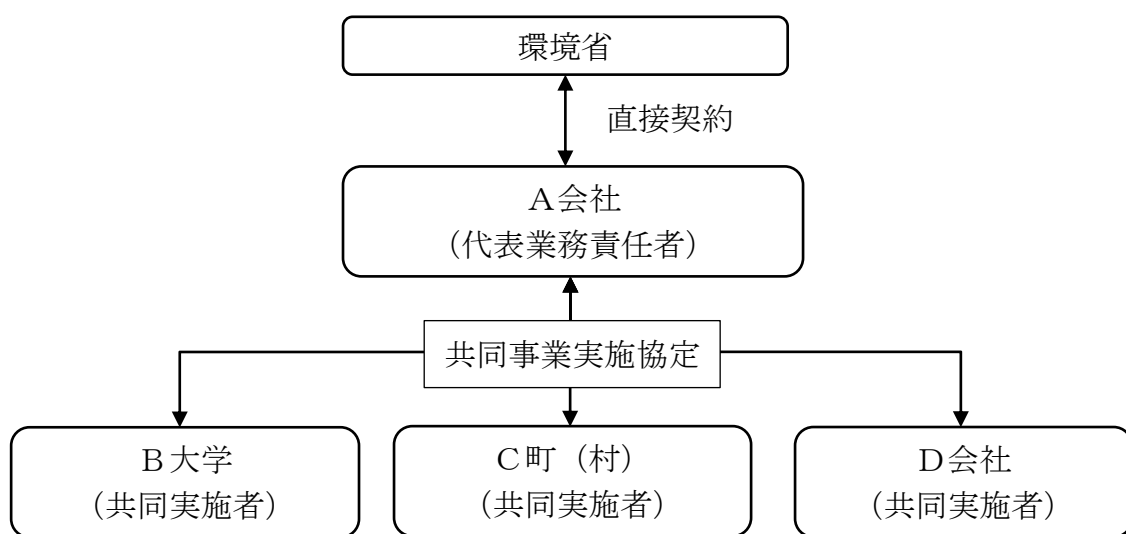 環境省
直接契約
A会社
（代表業務責任者）
共同事業実施協定
B大学
（共同実施者）
C町（村）
（共同実施者）
D会社
（共同実施者）